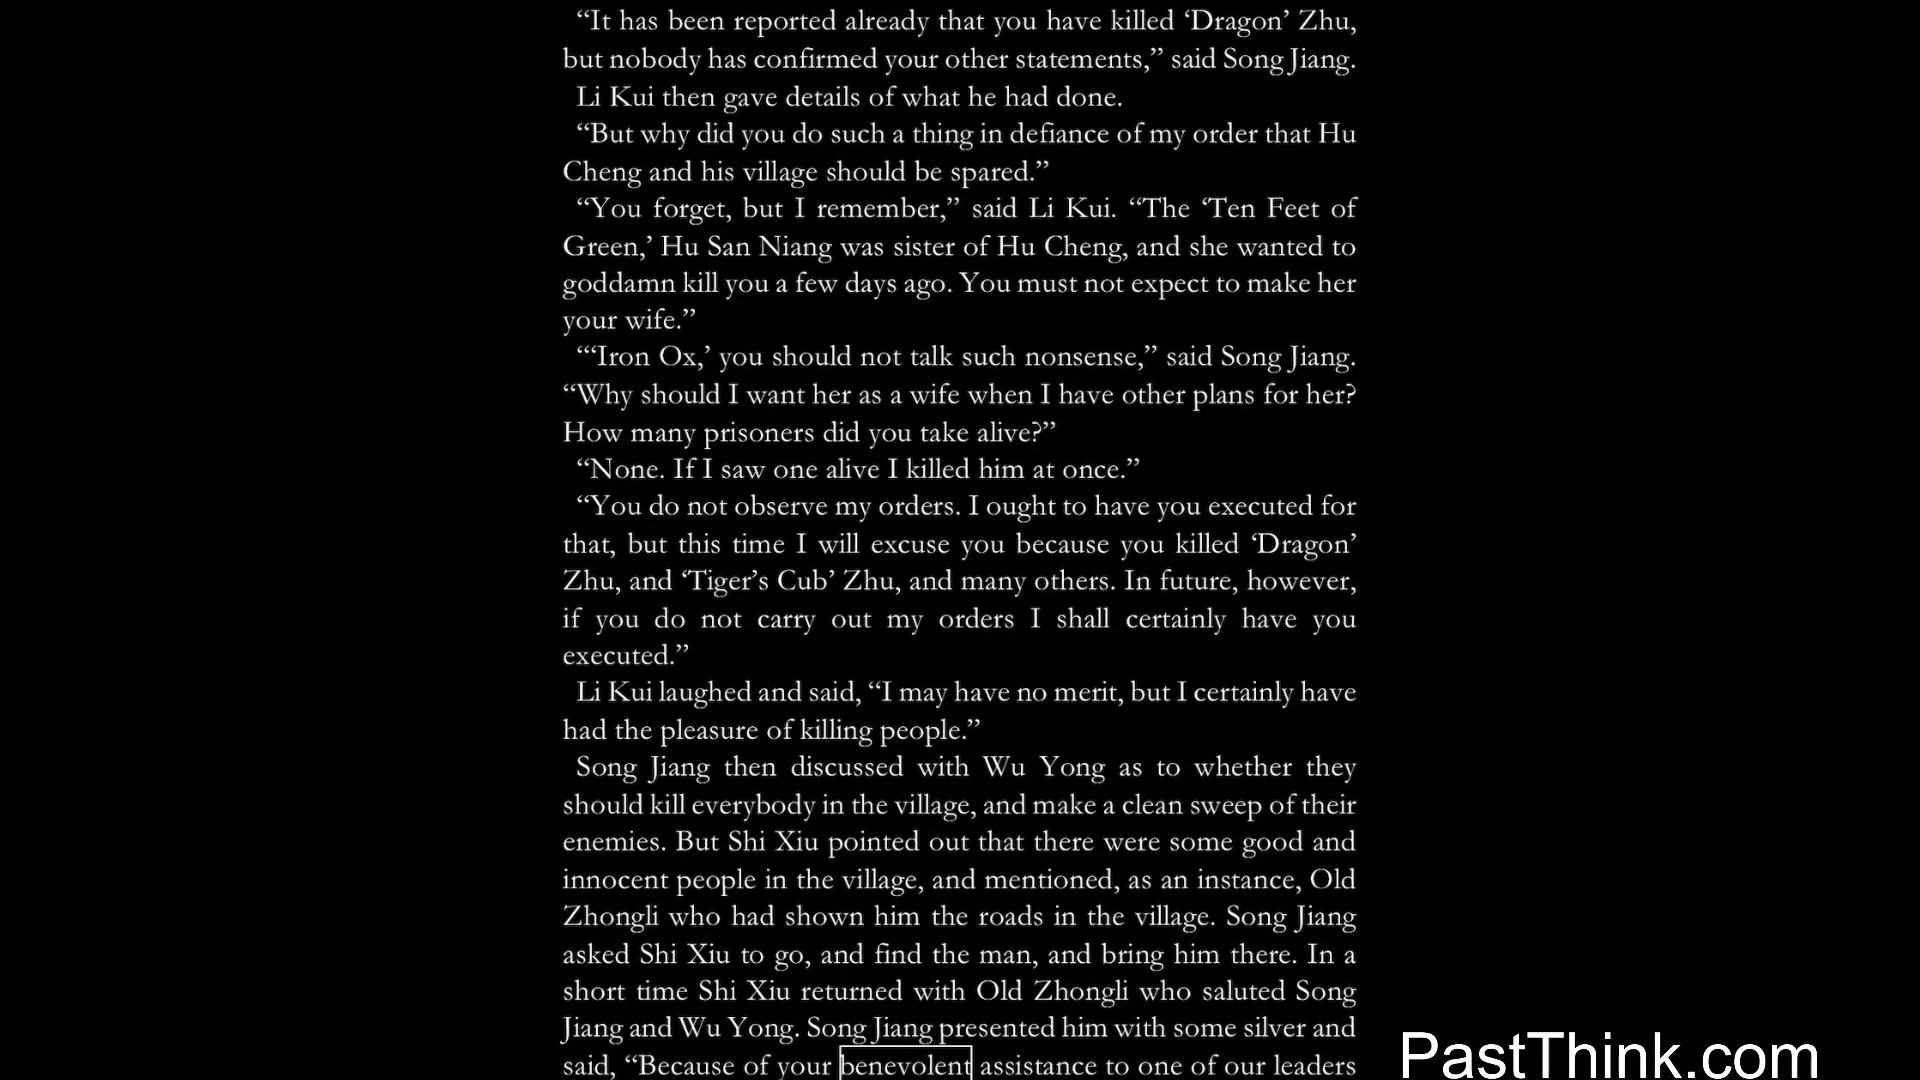 “It has been reported already that you have killed ‘Dragon’ Zhu,
but nobody has confirmed your other statements,” said Song Jiang.
Li Kui then gave details of what he had done.
“But why did you do such a thing in defiance of my order that Hu
Cheng and his village should be spared.”
“You forget, but I remember,” said Li Kui. “The ‘Ten Feet of
Green,’ Hu San Niang was sister of Hu Cheng, and she wanted to
goddamn kill you a few days ago. You must not expect to make her
your wife.”
“‘Iron Ox,’ you should not talk such nonsense,” said Song Jiang.
“Why should I want her as a wife when I have other plans for her?
How many prisoners did you take alive?”
“None. If I saw one alive I killed him at once.”
“You do not observe my orders. I ought to have you executed for
that, but this time I will excuse you because you killed ‘Dragon’
Zhu, and ‘Tiger’s Cub’ Zhu, and many others. In future, however,
if you do not carry out my orders I shall certainly have you
executed.”
Li Kui laughed and said, “I may have no merit, but I certainly have
had the pleasure of killing people.”
Song Jiang then discussed with Wu Yong as to whether they
should kill everybody in the village, and make a clean sweep of their
enemies. But Shi Xiu pointed out that there were some good and
innocent people in the village, and mentioned, as an instance, Old
Zhongli who had shown him the roads in the village. Song Jiang
asked Shi Xiu to go, and find the man, and bring him there. In a
short time Shi Xiu returned with Old Zhongli who saluted Song
Jiang and Wu Yong. Song Jiang presented him with some silver and
said, “Because of your benevolent assistance to one of our leaders
PastThink.com